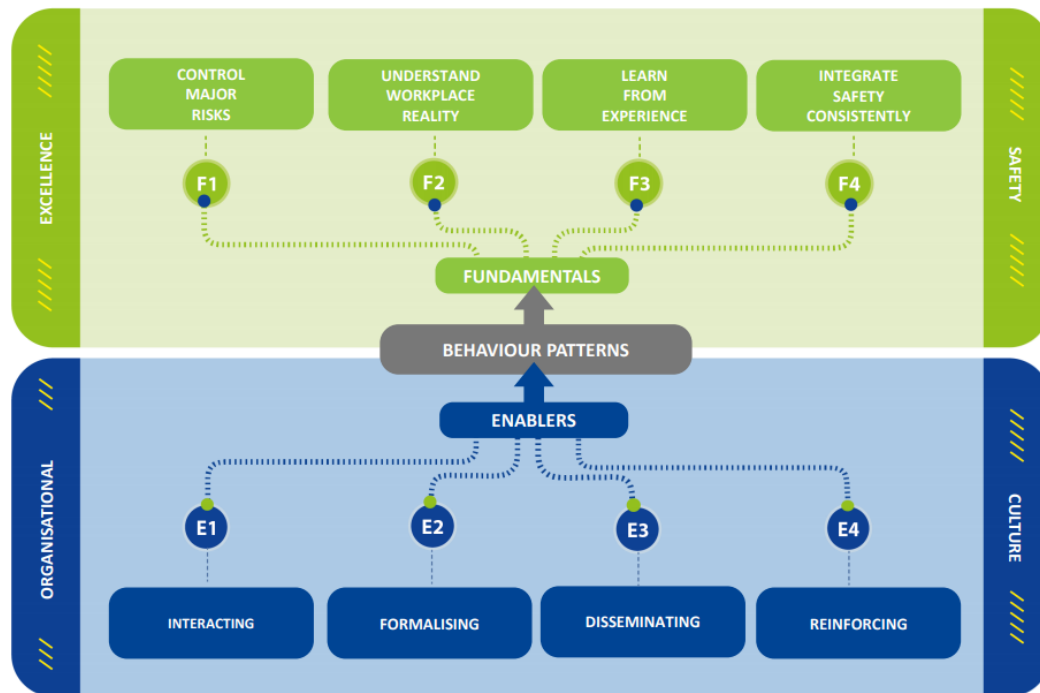 EXCELLENCE
CONTROL
MAJOR
RISKS
UNDERSTAND
WORKPLACE
REALITY
LEARN
FROM
EXPERIENCE
INTEGRATE
SAFETY
CONSISTENTLY
SAFETY
F1
F2
F3
F4
FUNDAMENTALS
BEHAVIOUR PATTERNS
ENABLERS
ORGANISATIONAL
E1
E2
E3
E4
CULTURE
INTERACTING
FORMALISING
DISSEMINATING
REINFORCING